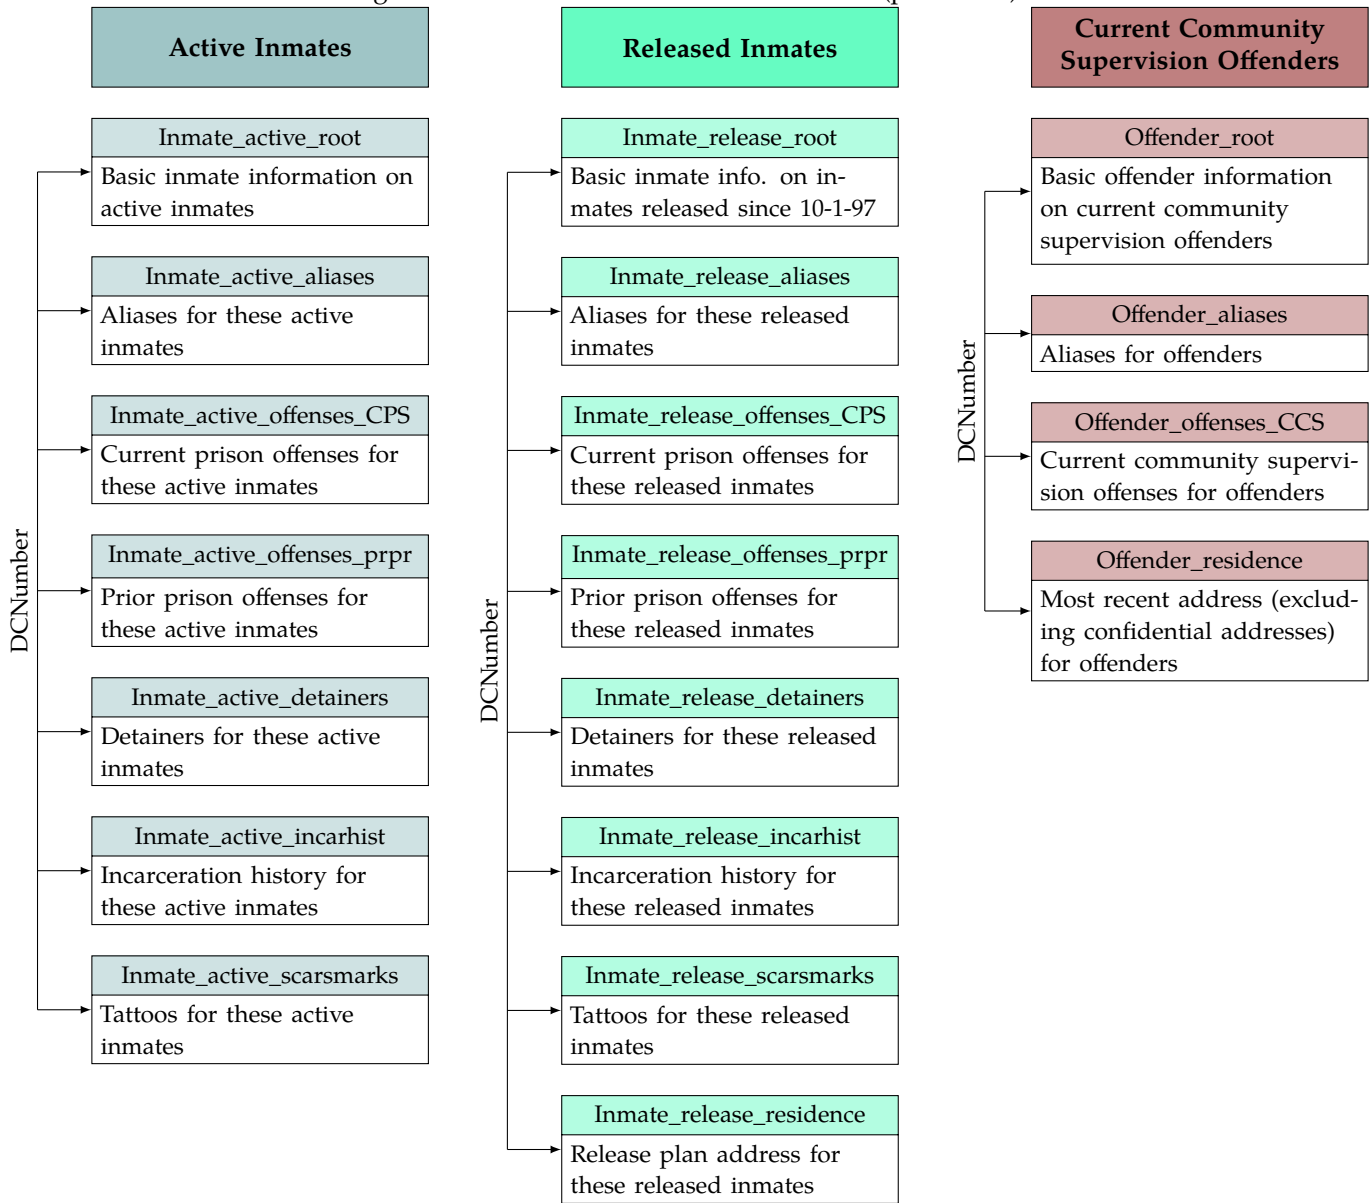 Active Inmates
Inmate_active_root
Basic inmate information on
active inmates
Inmate_active_aliases
Aliases for these active
inmates
Inmate_active_offenses_CPS
Current prison offenses for
these active inmates
Inmate_active_offenses_prpr
Prior prison offenses for
these active inmates
Inmate_active_detainers
Detainers for these active
inmates
Inmate_active_incarhist
Incarceration history for
these active inmates
Inmate_active_scarsmarks
Tattoos for these active
inmates
DCNumber
Released Inmates
Inmate_release_root
Basic inmate info. on in-
mates released since 10-1-97
Inmate_release_aliases
Aliases for these released
inmates
Inmate_release_offenses_CPS
Current prison offenses for
these released inmates
Inmate_release_offenses_prpr
Prior prison offenses for
these released inmates
Inmate_release_detainers
Detainers for these released
inmates
Inmate_release_incarhist
Incarceration history for
these released inmates
Inmate_release_scarsmarks
Tattoos for these released
inmates
Inmate_release_residence
Release plan address for
these released inmates
DCNumber
Current Community
Supervision Offenders
Offender_root
Basic offender information
on current community
supervision offenders
Offender_aliases
Aliases for offenders
Offender_offenses_CCS
Current community supervi-
sion offenses for offenders
Offender_residence
Most recent address (exclud-
ing confidential addresses)
for offenders
DCNumber